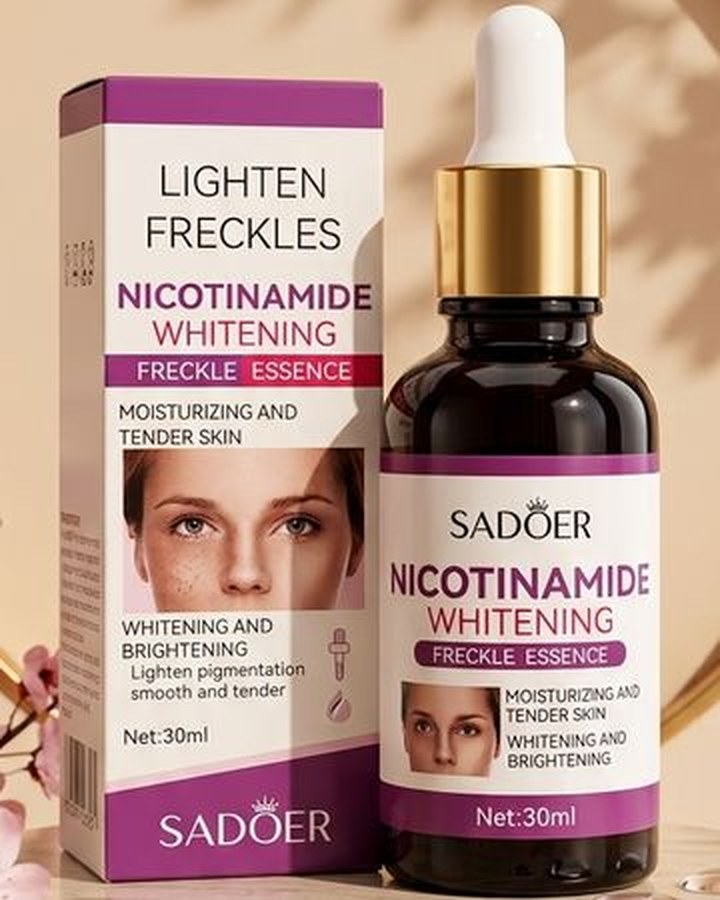 LIGHTEN
FRECKLES
NICOTINAMIDE
WHITENING
FRECKLE ESSENCE
MOISTURIZING AND
TENDER SKIN
WHITENING AND
BRIGHTENING
Lighten pigmentation
smooth and tender
Net:30ml
SADOER
SADOER
NICOTINAMIDE
WHITENING
FRECKLE ESSENCE
MOISTURIZING AND
TENDER SKIN
WHITENING AND
BRIGHTENING
Net:30ml